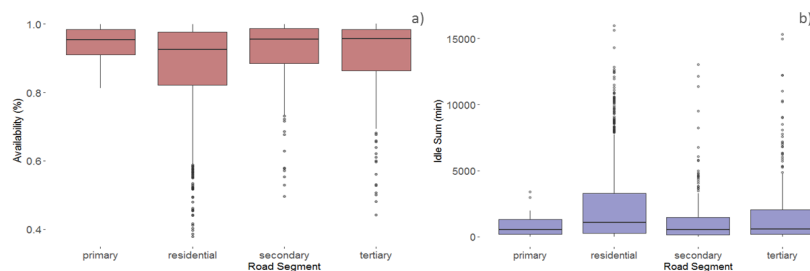 a)
1.0
0.8
0.6
0.4
Availability (%)
primary
residential
secondary
tertiary
Road Segment
b)
15000
10000
5000
0
Idle Sum (min)
primary
residential
secondary
tertiary
Road Segment